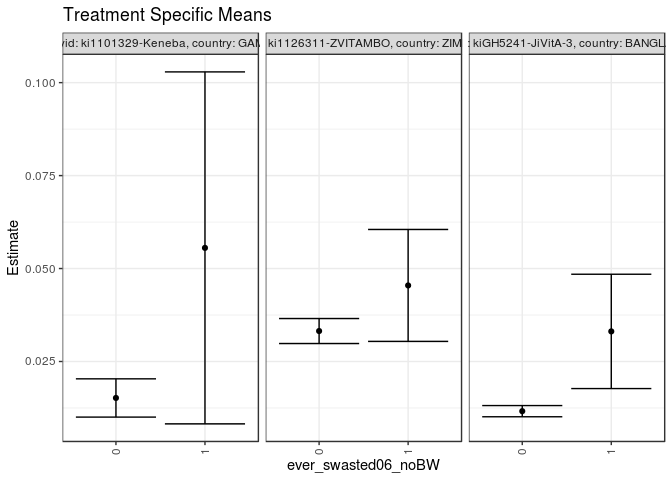 Treatment Specific Means
vid: ki1101329-Keneba, country: GAM
ki1126311-ZVITAMBO, country: ZIM
: kiGH5241-JiVitA-3, country: BANGL
0.100
0.075
0.050
0.025
Estimate
0 1 0 1 0 1
ever_swasted06_noBW